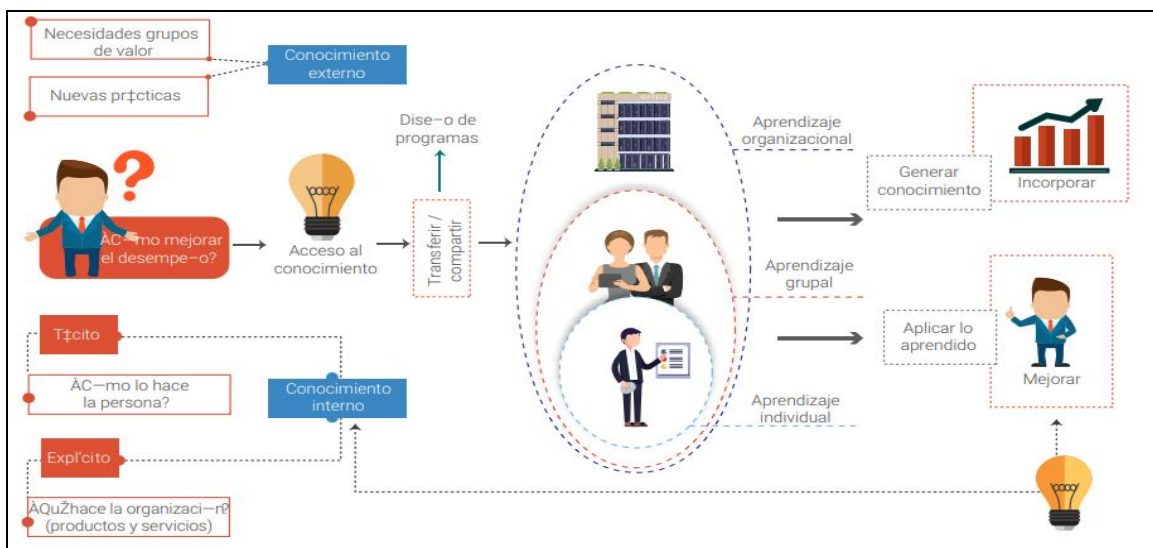 Necesidades grupos
de valor
Nuevas pr‡cticas
Conocimiento
externo
ÀC—mo mejorar
el desempe–o?
Acceso al
conocimiento
Dise–o de
programas
Transferir /
compartir
Aprendizaje
organizacional
Aprendizaje
grupal
Aprendizaje
individual
Generar
conocimiento
Incorporar
Aplicar lo
aprendido
Mejorar
T‡cito
ÀC—mo lo hace
la persona?
Conocimiento
interno
Expl’cito
ÀQuŽhace la organizaci—n?
(productos y servicios)